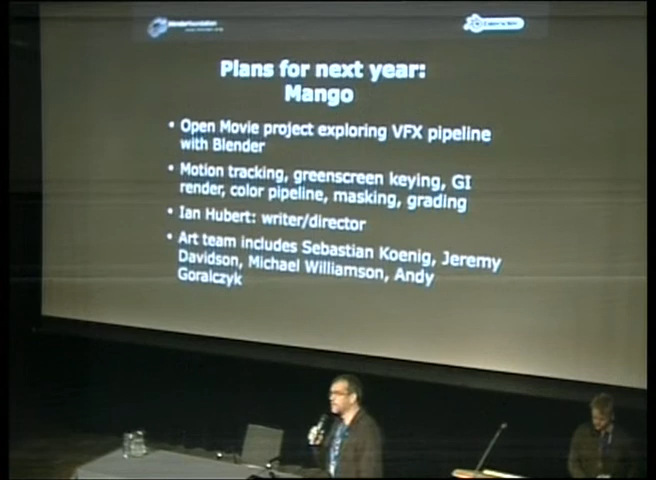 Plans for next year:
Mango
• Open Movie project exploring VFX pipeline
with Blender
• Motion tracking, greenscreen keying, GI
render, color pipeline, masking, grading
• Ian Hubert: writer/director
• Art team includes Sebastian Koenig, Jeremy
Davidson, Michael Williamson, Andy
Goralczyk